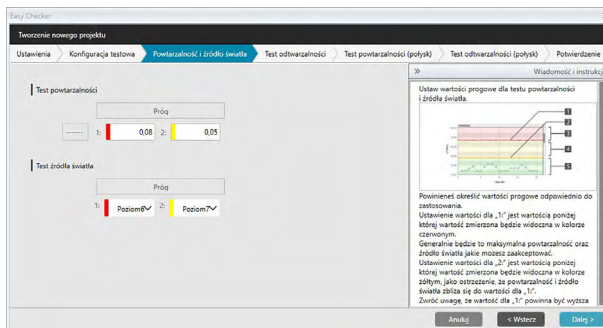 Easy Checker
Tworzenie nowego projektu
Ustawienia Konfiguracja testowa Powtarzalność i źródło światła Test odtwarzalności Test powtarzalności (połysk) Test odtwarzalności (połysk) Potwierdzenie
» Wiadomość i instrukcj
Test powtarzalności
Próg
------ 1: 0,08 2: 0,05
Test źródła światła
Próg
1: Poziom6 2: Poziom7
Ustaw wartości progowe dla testu powtarzalności
i źródła światła.
1
2
3
4
5
Powinieneś określić wartości progowe odpowiednio do
zastosowania.
Ustawienie wartości dla „1:" jest wartością poniżej
której wartość zmierzona będzie widoczna w kolorze
czerwonym.
Generalnie będzie to maksymalna powtarzalność oraz
źródło światła jakie możesz zaakceptować.
Ustawienie wartości dla „2:" jest wartością poniżej
której wartość zmierzona będzie widoczna w kolorze
żółtym, jako ostrzeżenie, że powtarzalność i źródło
światła zbliża się do wartości dla „1:".
Zwróć uwagę, że wartość dla „1:" powinna być wyższa
Anuluj < Wstecz Dalej >